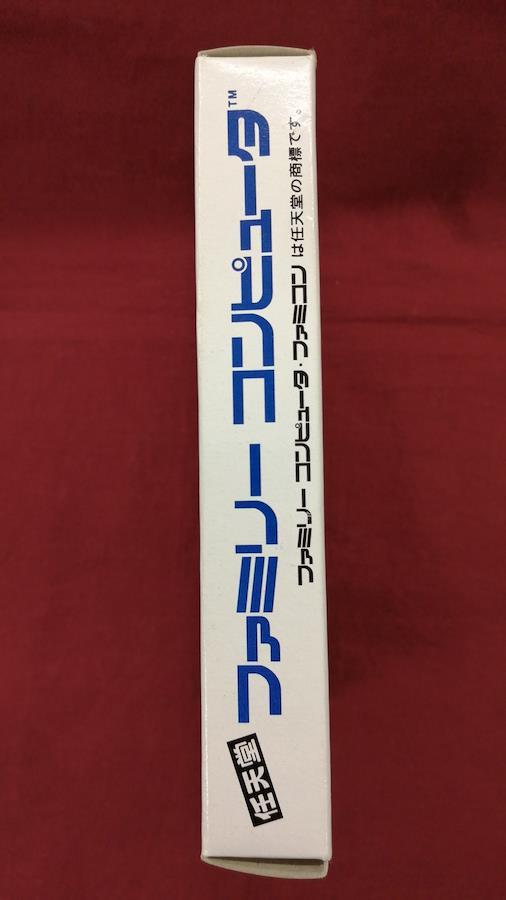 任天堂
ファミリー コンピュータ™
ファミリー コンピュータ・ファミコン は任天堂の商標です。